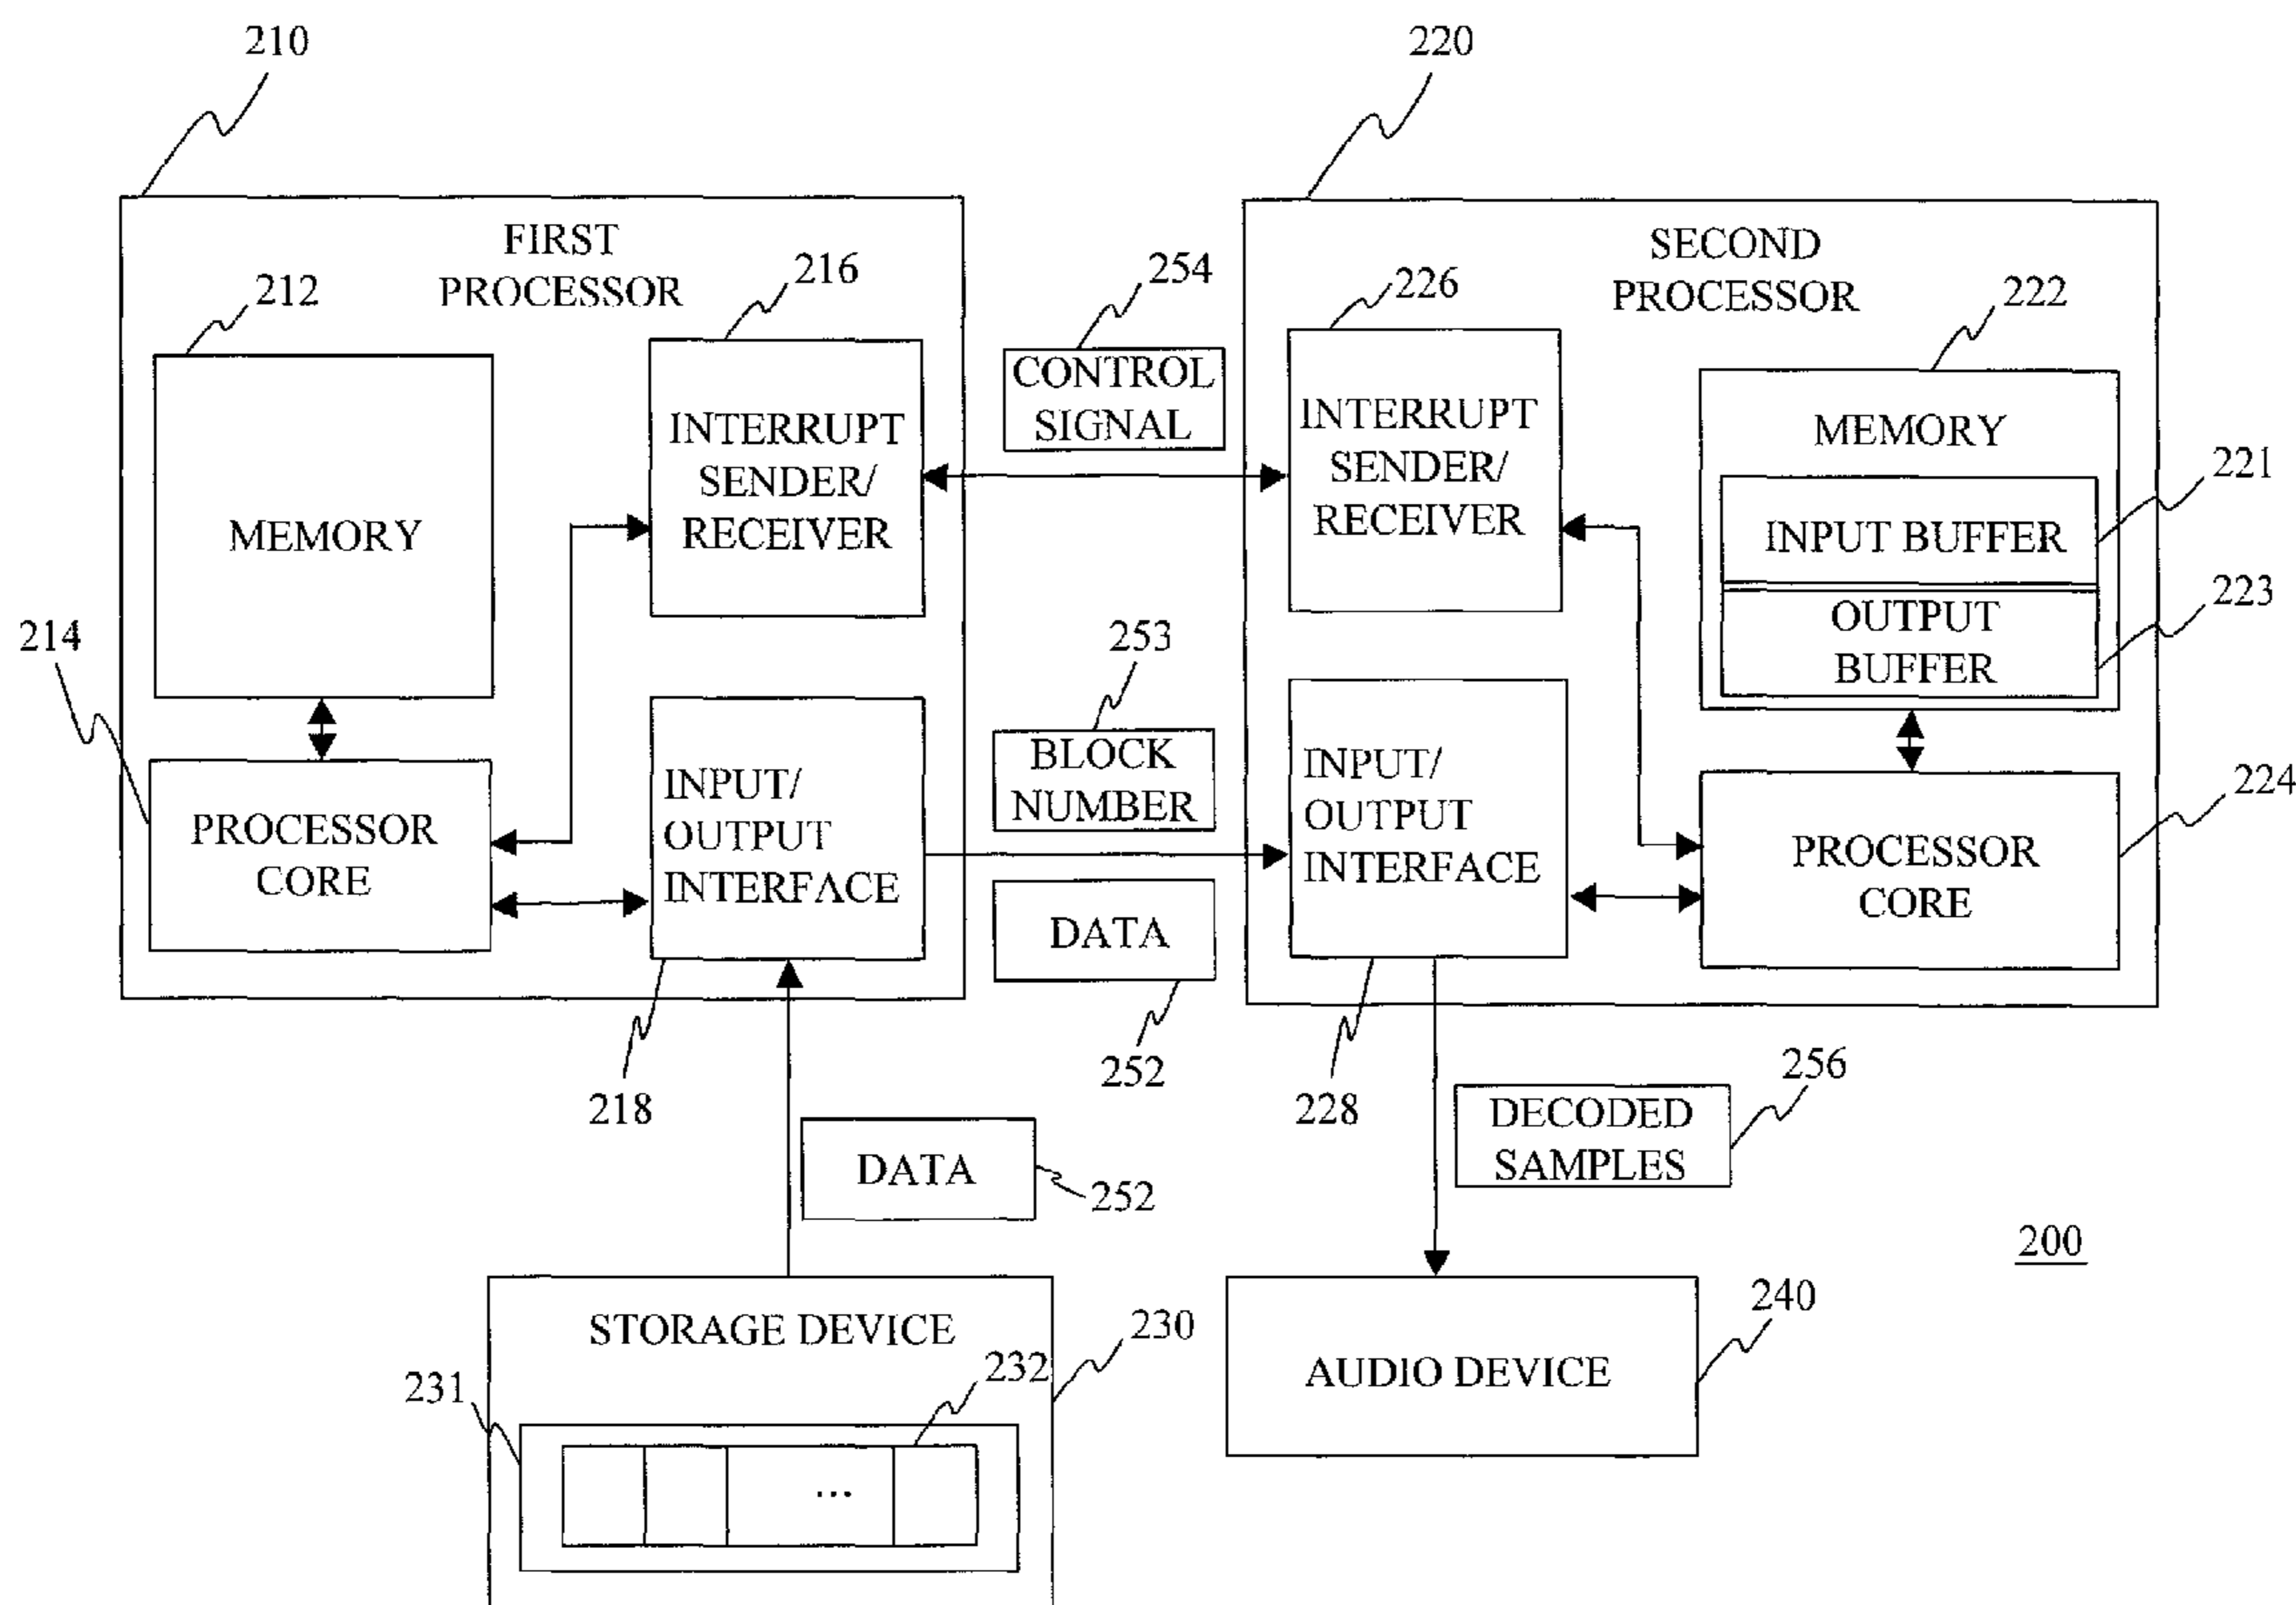 210
220
FIRST
PROCESSOR
SECOND
PROCESSOR
212
216
254
226
222
MEMORY
INTERRUPT
SENDER/
RECEIVER
CONTROL
SIGNAL
INTERRUPT
SENDER/
RECEIVER
MEMORY
221
INPUT BUFFER
223
OUTPUT
BUFFER
214
253
PROCESSOR
CORE
INPUT/
OUTPUT
INTERFACE
BLOCK
NUMBER
INPUT/
OUTPUT
INTERFACE
224
PROCESSOR
CORE
DATA
218
252
228
256
DECODED
SAMPLES
DATA
252
200
STORAGE DEVICE
230
240
231
232
AUDIO DEVICE
...